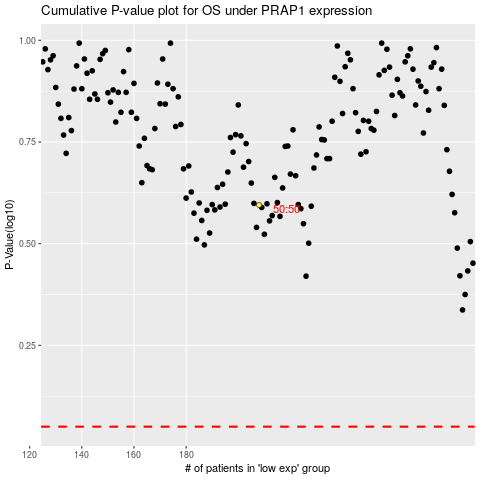 Cumulative P-value plot for OS under PRAP1 expression
P-Value(log10)
1.00
0.75
0.50
0.25
50:50
120 140 160 180
# of patients in 'low exp' group